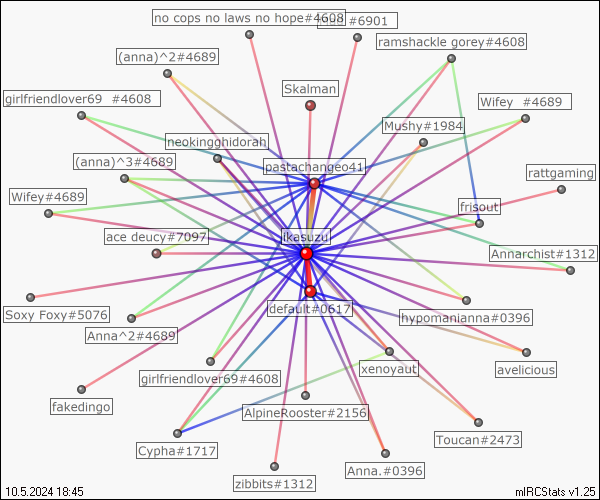 no cops no laws no hope#4608
#6901
ramshackle gorey#4608
(anna)^2#4689
Skalman
girlfriendlover69 #4608
Wifey #4689
Mushy#1984
neokingghidorah
(anna)^3#4689
pastachangeo41
rattgaming
Wifey#4689
frisout
ace deucy#7097
ikasuzu
Annarchist#1312
Soxy Foxy#5076
default#0617
hypomanianna#0396
Anna^2#4689
xenoyaut
avelicious
girlfriendlover69#4608
fakedingo
AlpineRooster#2156
Toucan#2473
Cypha#1717
Anna.#0396
zibbits#1312
10.5.2024 18:45
mIRCStats v1.25